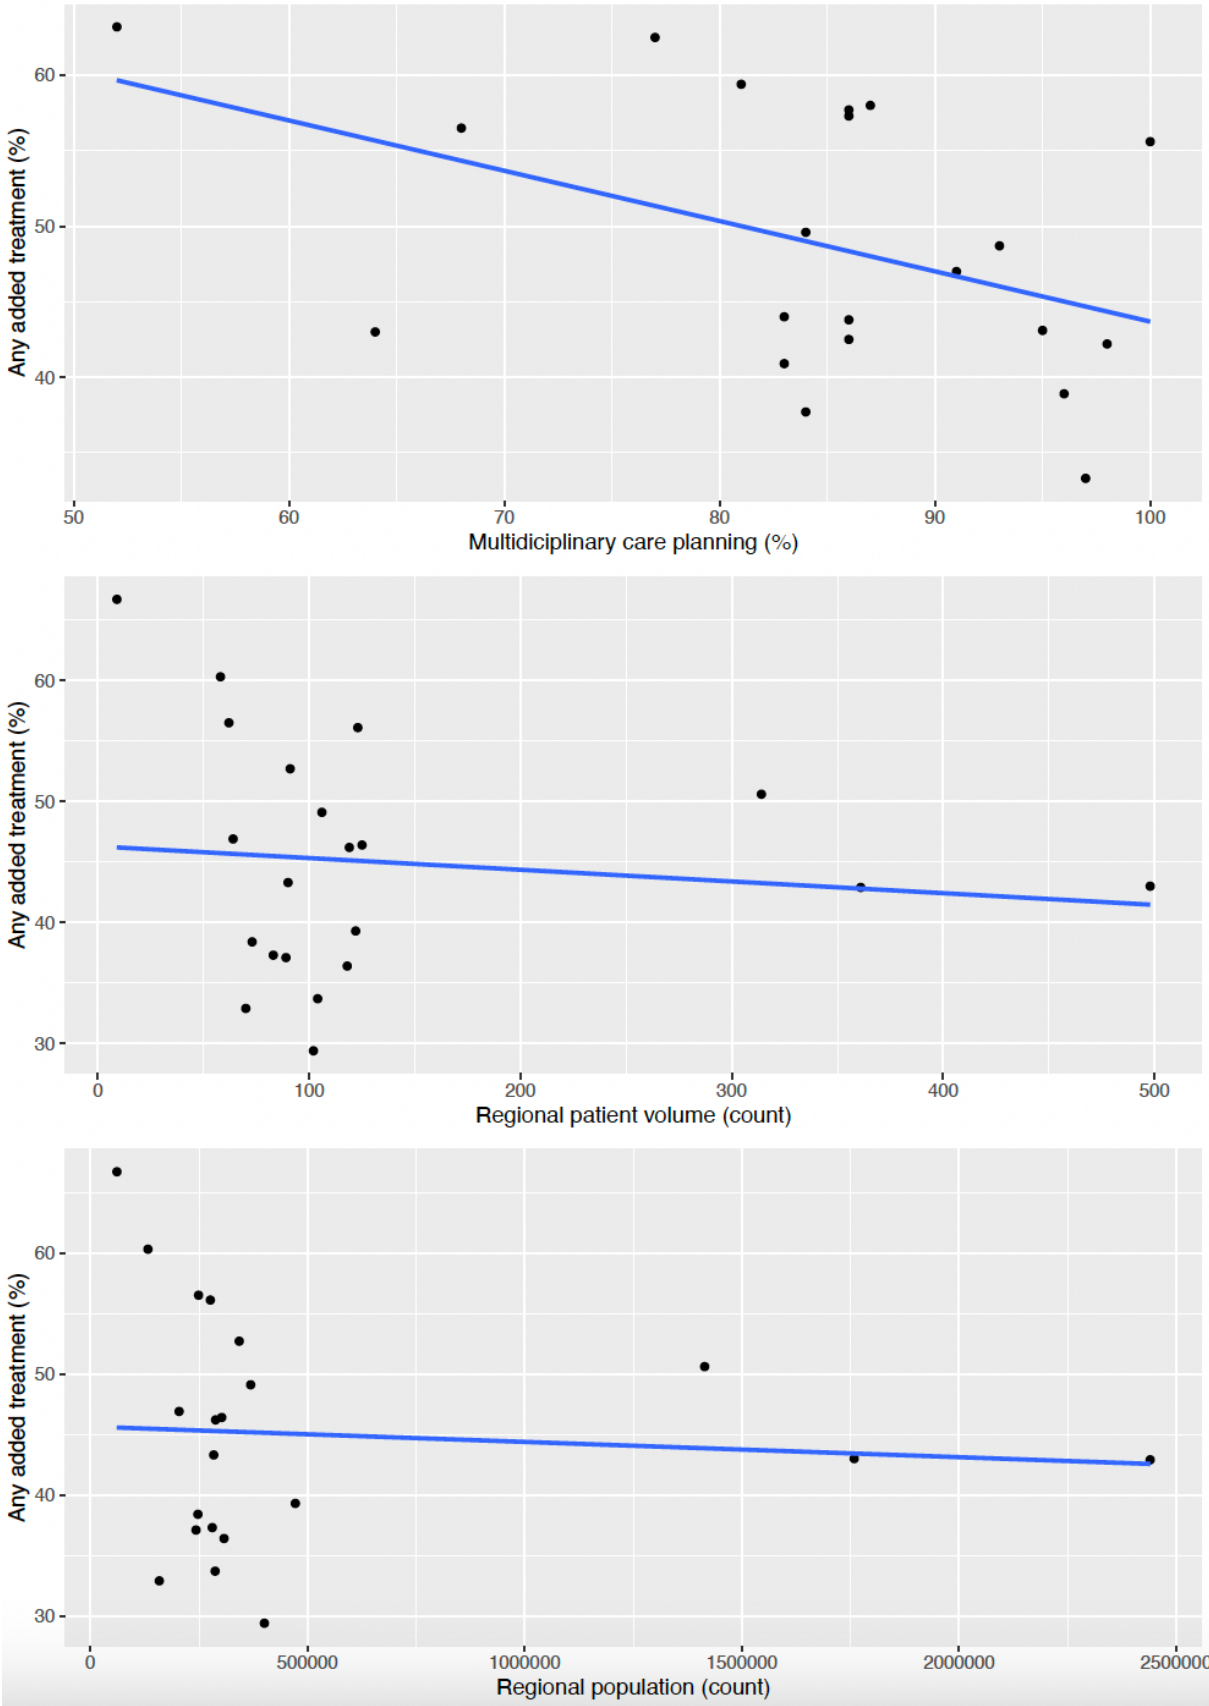 60
50
40
Any added treatment (%)
50 60 70 80 90 100
Multidiciplinary care planning (%)
60
50
40
30
Any added treatment (%)
0 100 200 300 400 500
Regional patient volume (count)
60
50
40
30
Any added treatment (%)
0 500000 1000000 1500000 2000000 2500000
Regional population (count)